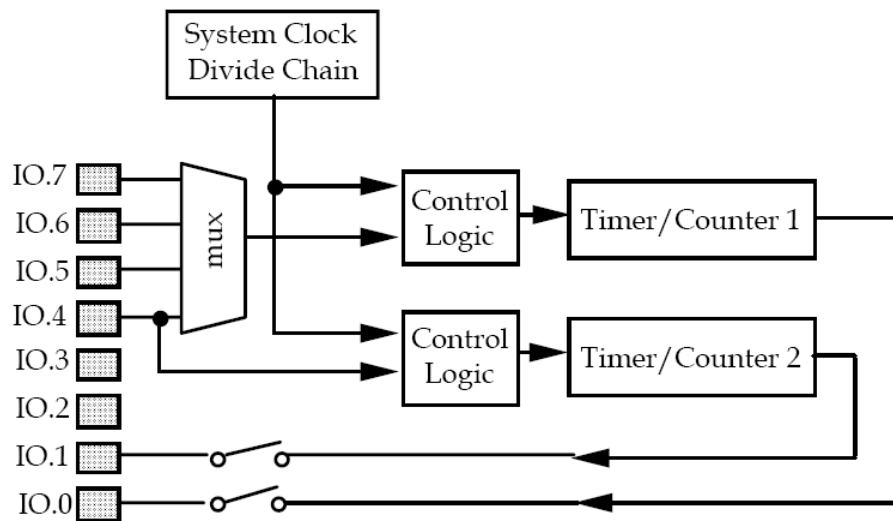 System Clock
Divide Chain
IO.7
IO.6
IO.5
IO.4
IO.3
IO.2
IO.1
IO.0
mux
Control
Logic
Timer/Counter 1
Control
Logic
Timer/Counter 2